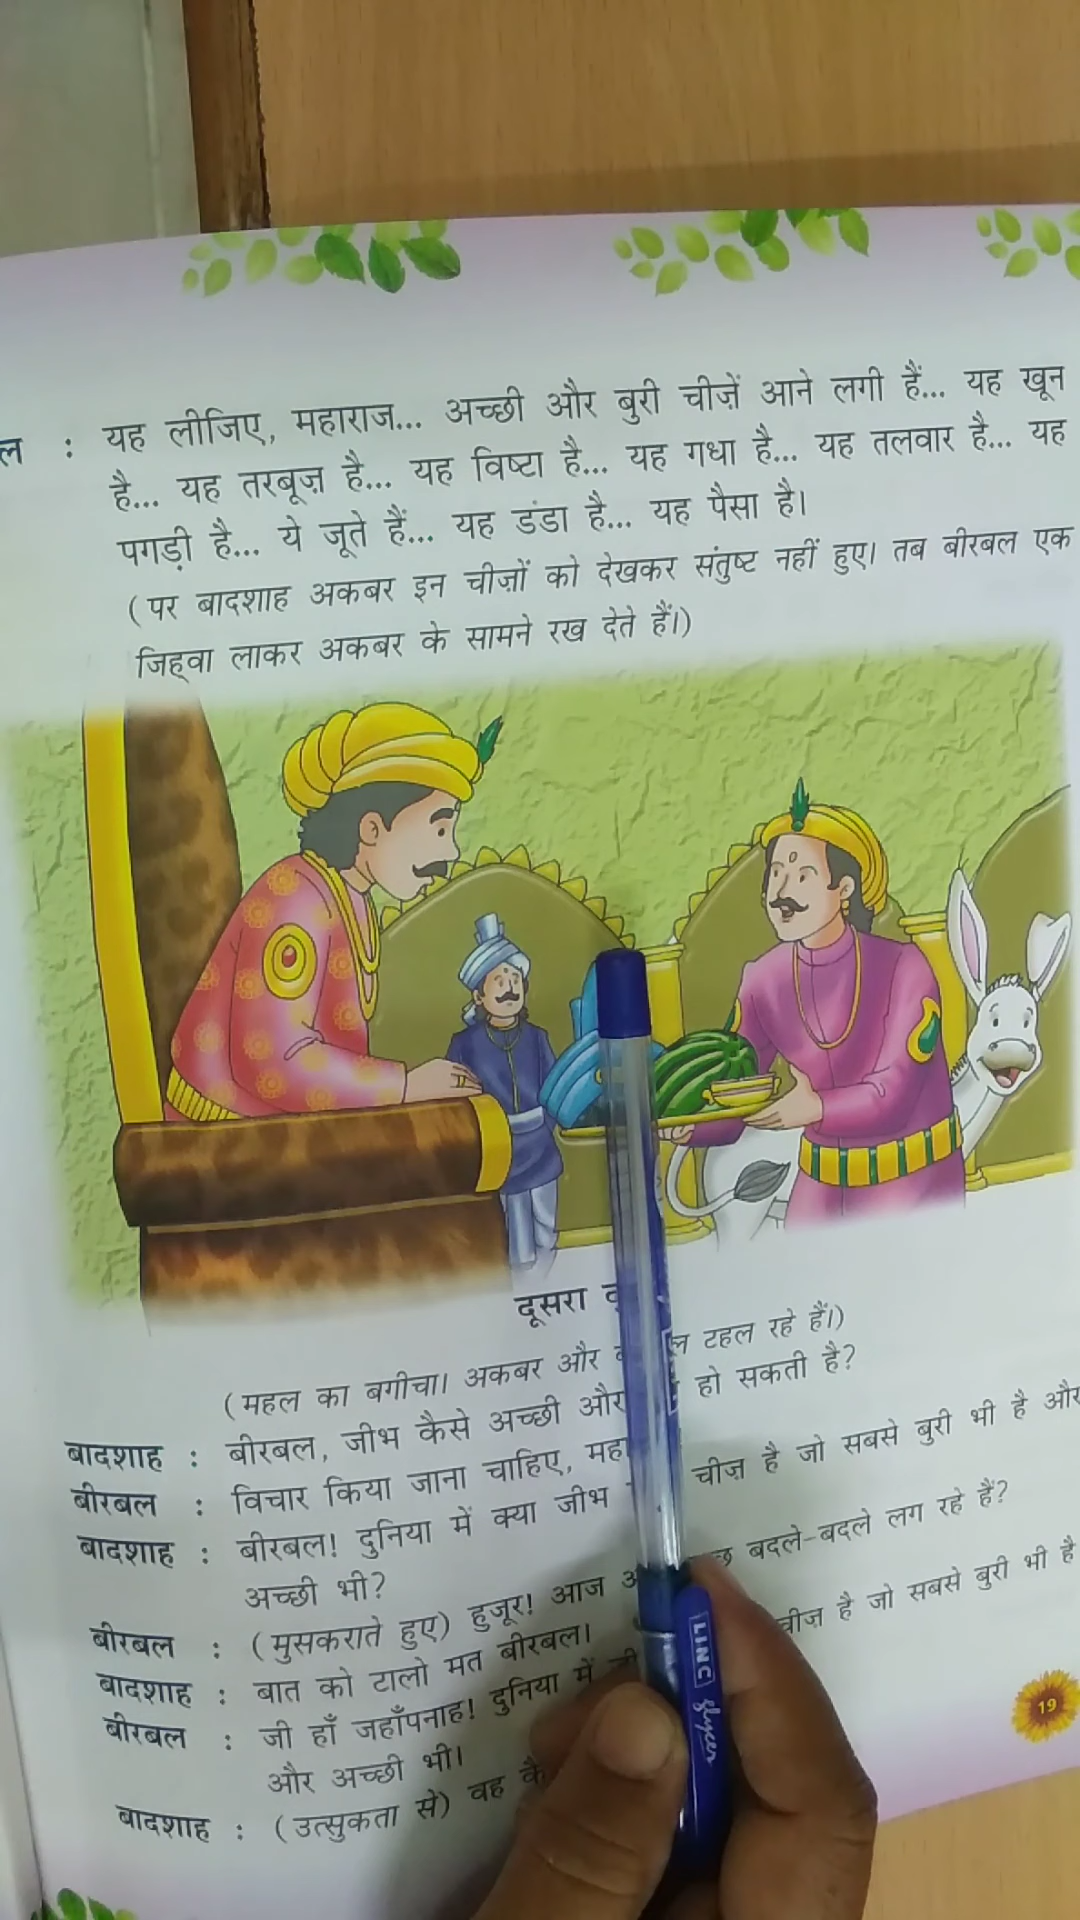 ल : यह लीजिए, महाराज... अच्छी और बुरी चीज़ें आने लगी हैं... यह खून
है... यह तरबूज़ है... यह विष्टा है... यह गधा है... यह तलवार है... यह
पगड़ी है... ये जूते हैं... यह डंडा है... यह पैसा है।
(पर बादशाह अकबर इन चीज़ों को देखकर संतुष्ट नहीं हुए। तब बीरबल एक
जिह्वा लाकर अकबर के सामने रख देते हैं।)
दूसरा
(महल का बगीचा। अकबर और टहल रहे हैं।)
बादशाह : बीरबल, जीभ कैसे अच्छी और हो सकती है?
बीरबल : विचार किया जाना चाहिए,
बादशाह : बीरबल! दुनिया में क्या जीभ चीज़ है जो सबसे बुरी भी है और
अच्छी भी?
बीरबल : (मुसकराते हुए) हुजूर! आज बदले-बदले लग रहे हैं?
बादशाह : बात को टालो मत बीरबल।
बीरबल : जी हाँ जहाँपनाह! दुनिया में चीज़ है जो सबसे बुरी भी है
और अच्छी भी।
बादशाह : (उत्सुकता से) वह
19
LINC glycer